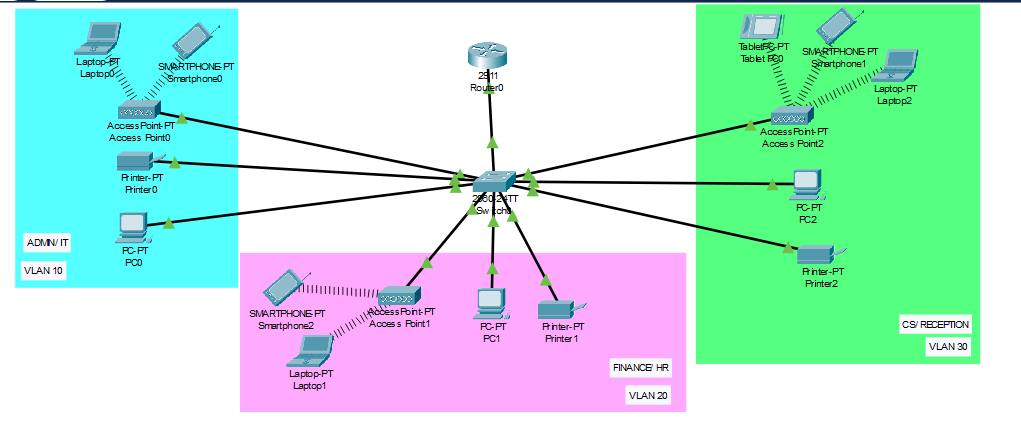 Laptop-PT
Laptop0
SMARTPHONE-PT
Smartphone0
AccessPoint-PT
Access Point0
Printer-PT
Printer0
PC-PT
PC0
ADMN/ IT
VLAN 10
2911
Router0
2960-24TT
Switch0
SMARTPHONE-PT
Smartphone2
AccessPoint-PT
Access Point1
Laptop-PT
Laptop1
PC-PT
PC1
Printer-PT
Printer1
FINANCE/ HR
VLAN 20
TabletPC-PT
Tablet PC0
SMARTPHONE-PT
Smartphone1
Laptop-PT
Laptop2
AccessPoint-PT
Access Point2
PC-PT
PC2
Printer-PT
Printer2
CS/ RECEPTION
VLAN 30